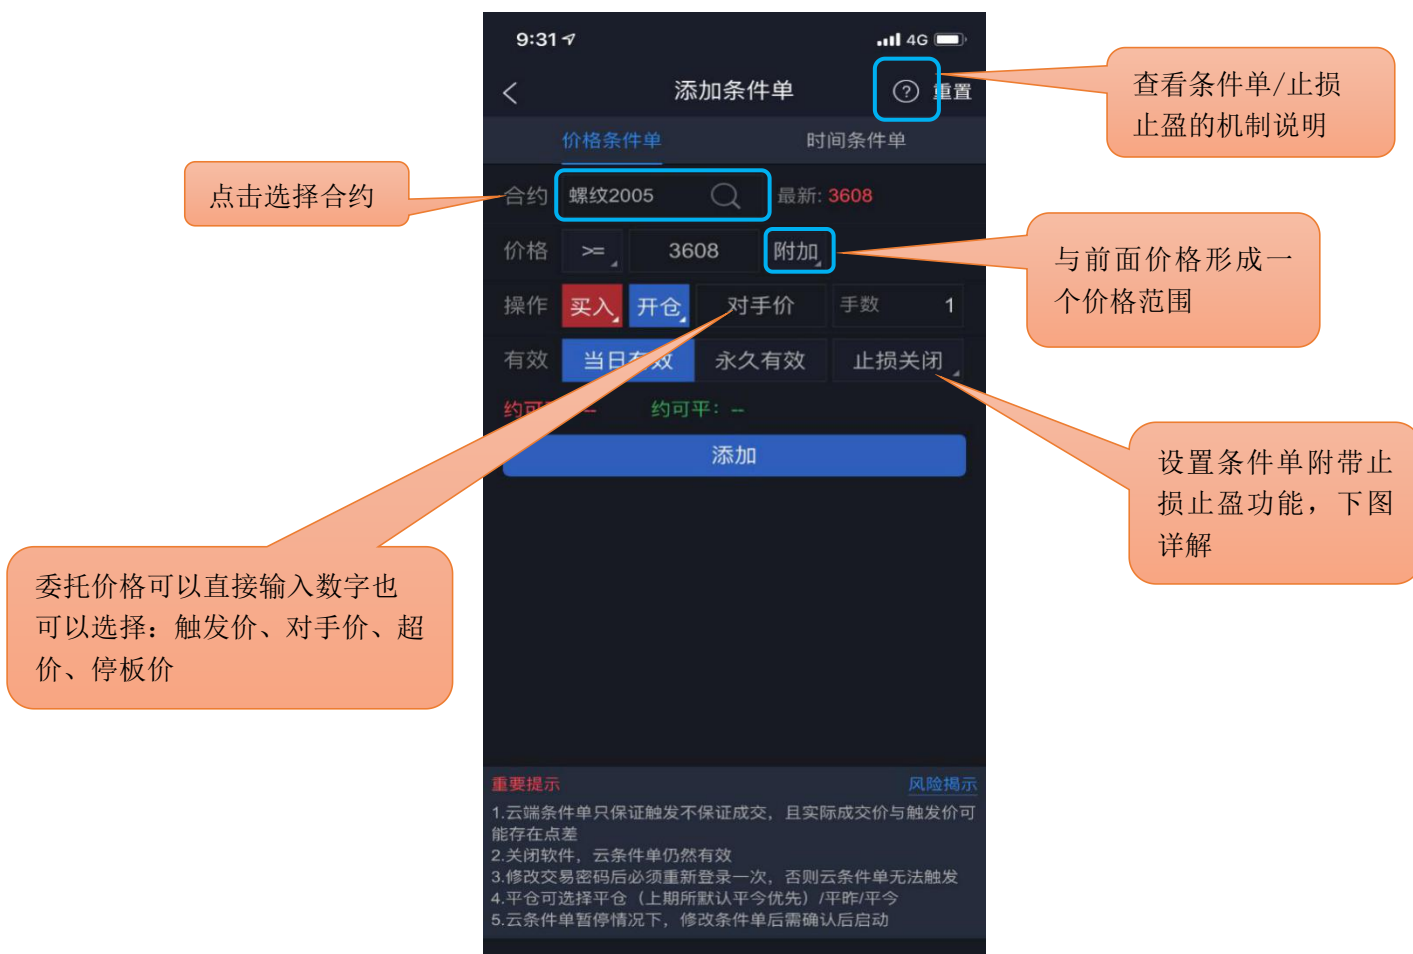 9:31
4G
添加条件单
重置
查看条件单/止损
止盈的机制说明
价格条件单
时间条件单
点击选择合约
合约
螺纹2005
最新: 3608
价格
>=
3608
附加
与前面价格形成一
个价格范围
操作
买入
开仓
对手价
手数
1
有效
当日有效
永久有效
止损关闭
约可
--
约可平: --
添加
设置条件单附带止
损止盈功能，下图
详解
委托价格可以直接输入数字也
可以选择：触发价、对手价、超
价、停板价
重要提示
风险揭示
1.云端条件单只保证触发不保证成交，且实际成交价与触发价可
能存在点差
2.关闭软件，云条件单仍然有效
3.修改交易密码后必须重新登录一次，否则云条件单无法触发
4.平仓可选择平仓（上期所默认平今优先）/平昨/平今
5.云条件单暂停情况下，修改条件单后需确认后启动